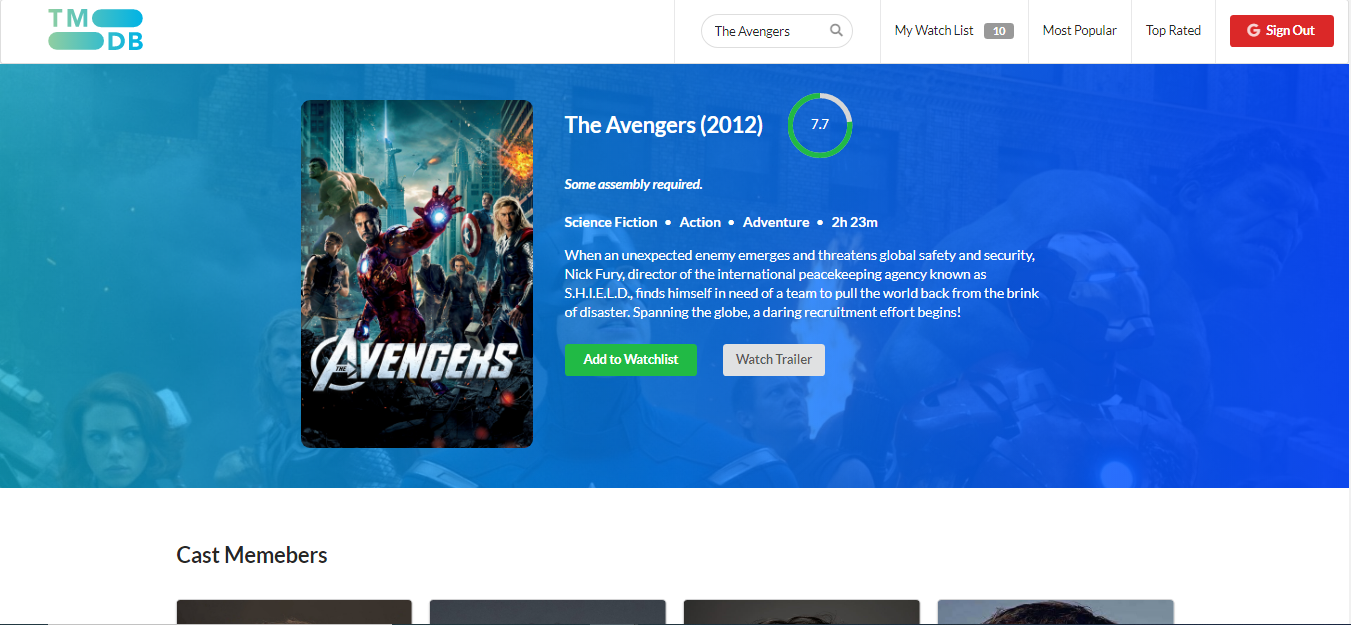 TM
DB
The Avengers
My Watch List 10
Most Popular
Top Rated
G Sign Out
The Avengers (2012) 7.7
Some assembly required.
Science Fiction • Action • Adventure • 2h 23m
When an unexpected enemy emerges and threatens global safety and security,
Nick Fury, director of the international peacekeeping agency known as
S.H.I.E.L.D., finds himself in need of a team to pull the world back from the brink
of disaster. Spanning the globe, a daring recruitment effort begins!
THE AVENGERS
Add to Watchlist
Watch Trailer
Cast Memebers